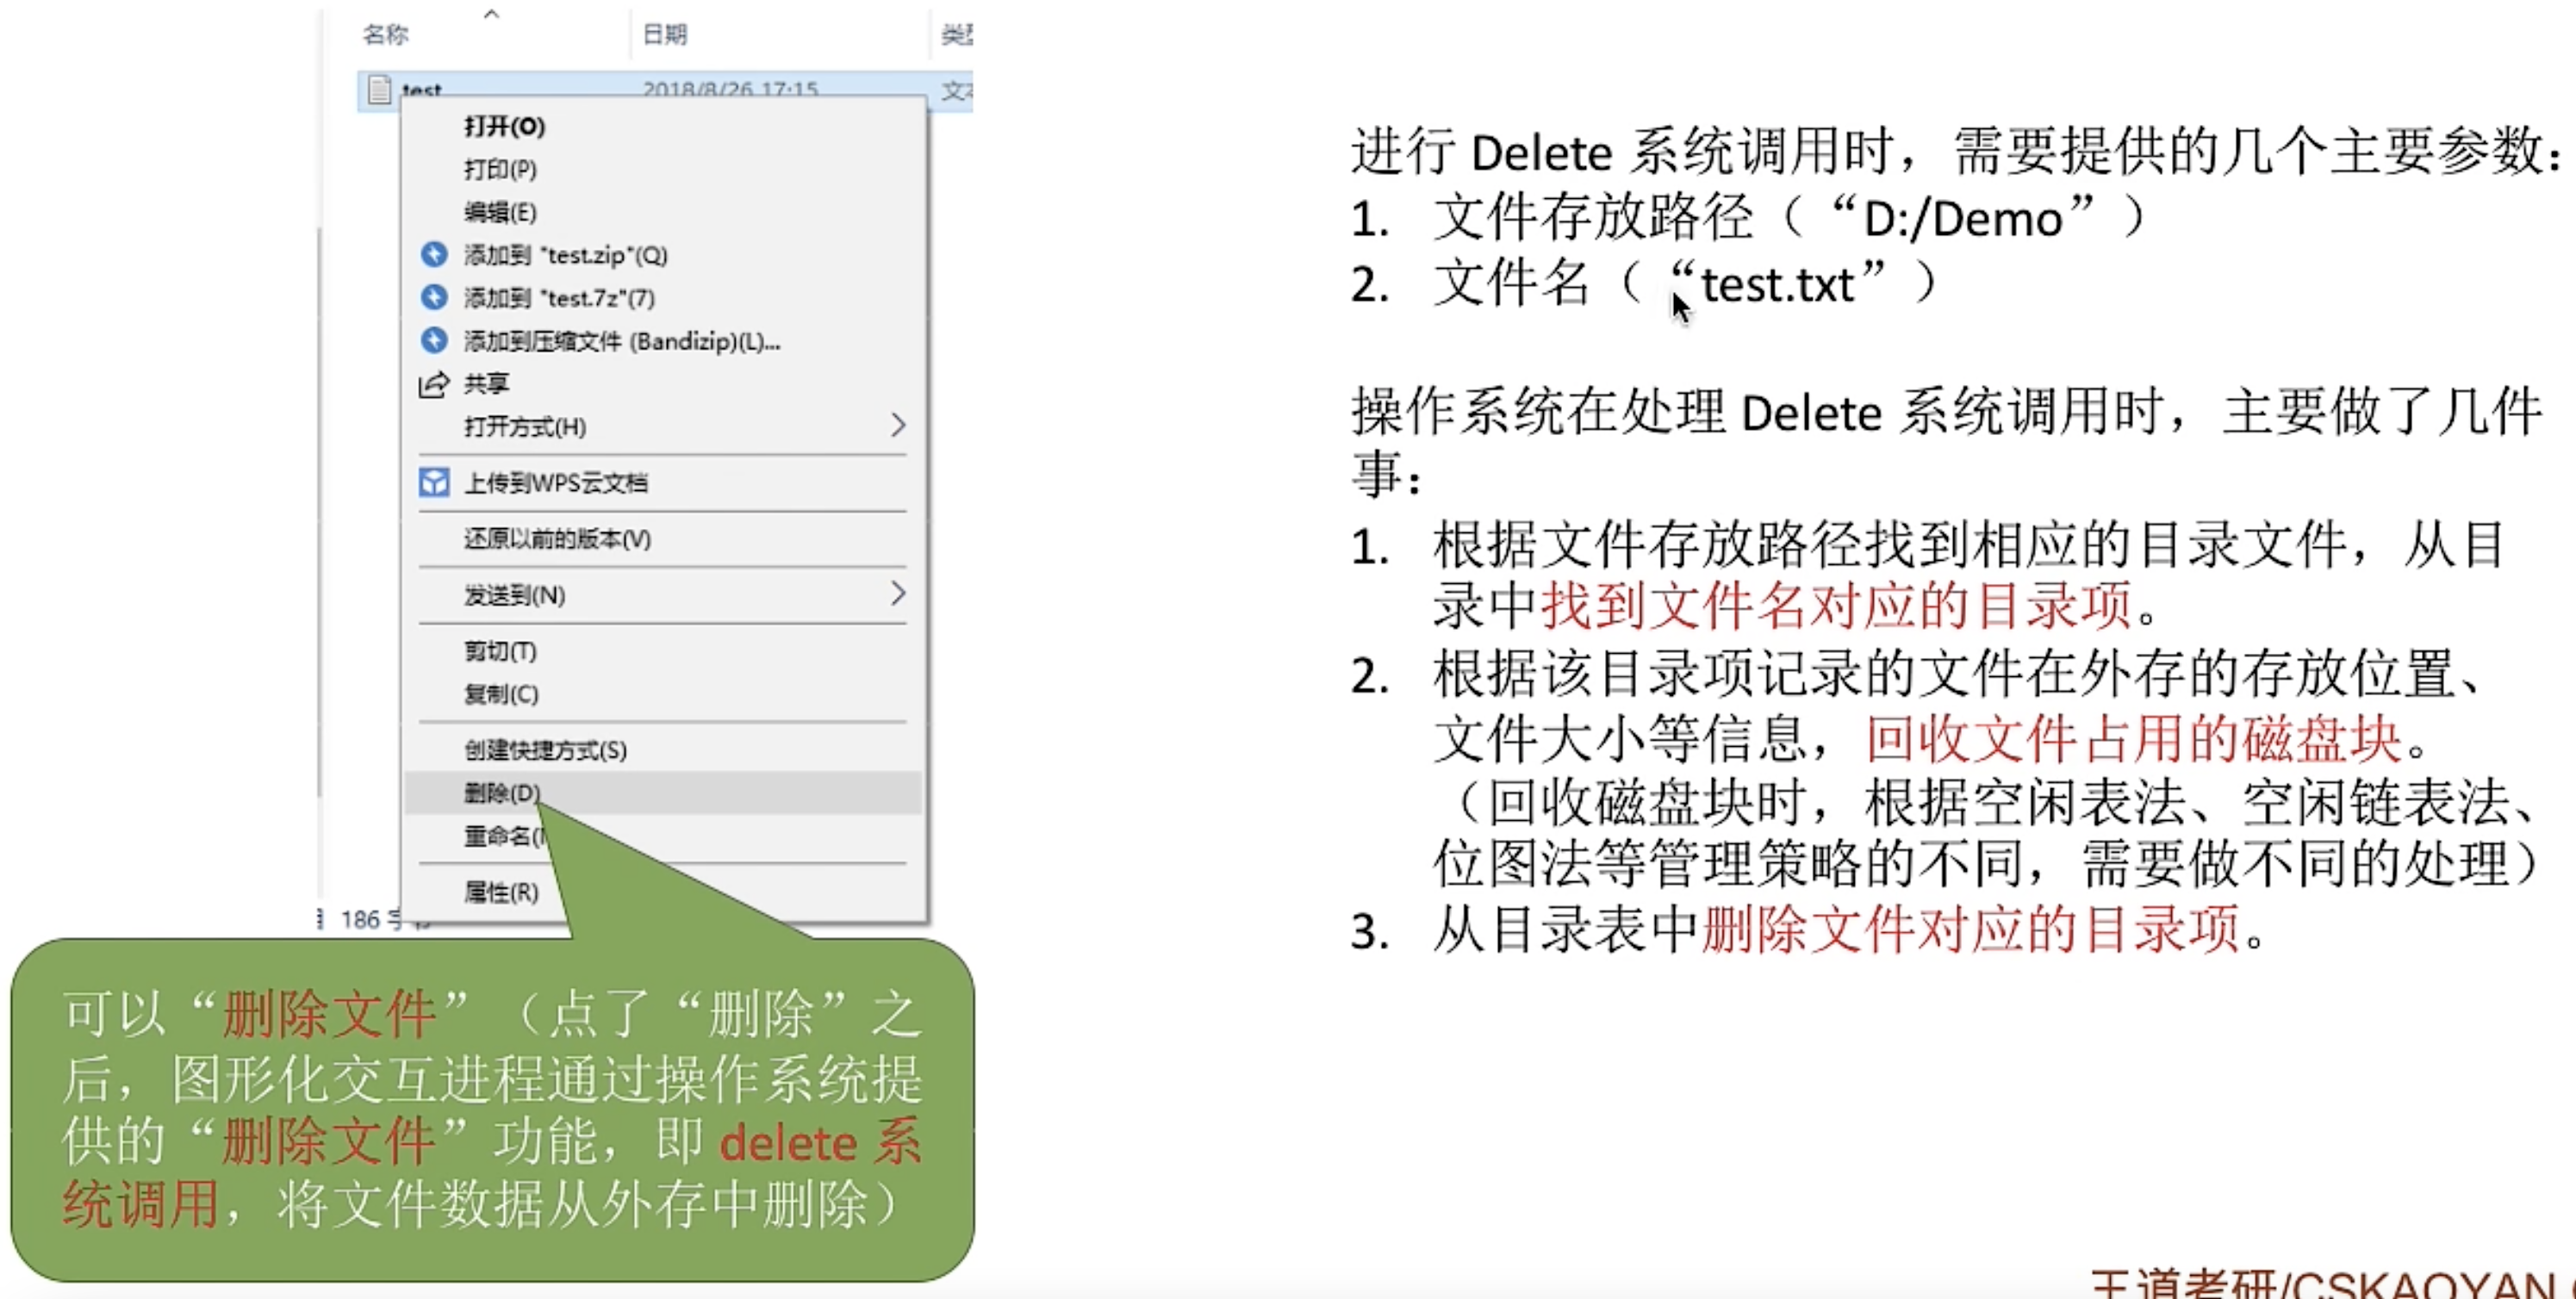 名称 日期 类型
test 2018/8/26 17:15
打开(O)
打印(P)
编辑(E)
添加到 "test.zip"(Q)
添加到 "test.7z"(7)
添加到压缩文件 (Bandizip)(L)...
共享
打开方式(H)
上传到WPS云文档
还原以前的版本(V)
发送到(N)
剪切(T)
复制(C)
创建快捷方式(S)
删除(D)
重命名(
属性(R)
186 字
可以“删除文件”（点了“删除”之
后，图形化交互进程通过操作系统提
供的“删除文件”功能，即 delete 系
统调用，将文件数据从外存中删除）
进行 Delete 系统调用时，需要提供的几个主要参数：
1. 文件存放路径（“D:/Demo”）
2. 文件名（“test.txt”）
操作系统在处理 Delete 系统调用时，主要做了几件
事：
1. 根据文件存放路径找到相应的目录文件，从目
录中找到文件名对应的目录项。
2. 根据该目录项记录的文件在外存的存放位置、
文件大小等信息，回收文件占用的磁盘块。
（回收磁盘块时，根据空闲表法、空闲链表法、
位图法等管理策略的不同，需要做不同的处理）
3. 从目录表中删除文件对应的目录项。
王道考研/CSKAOYAN.